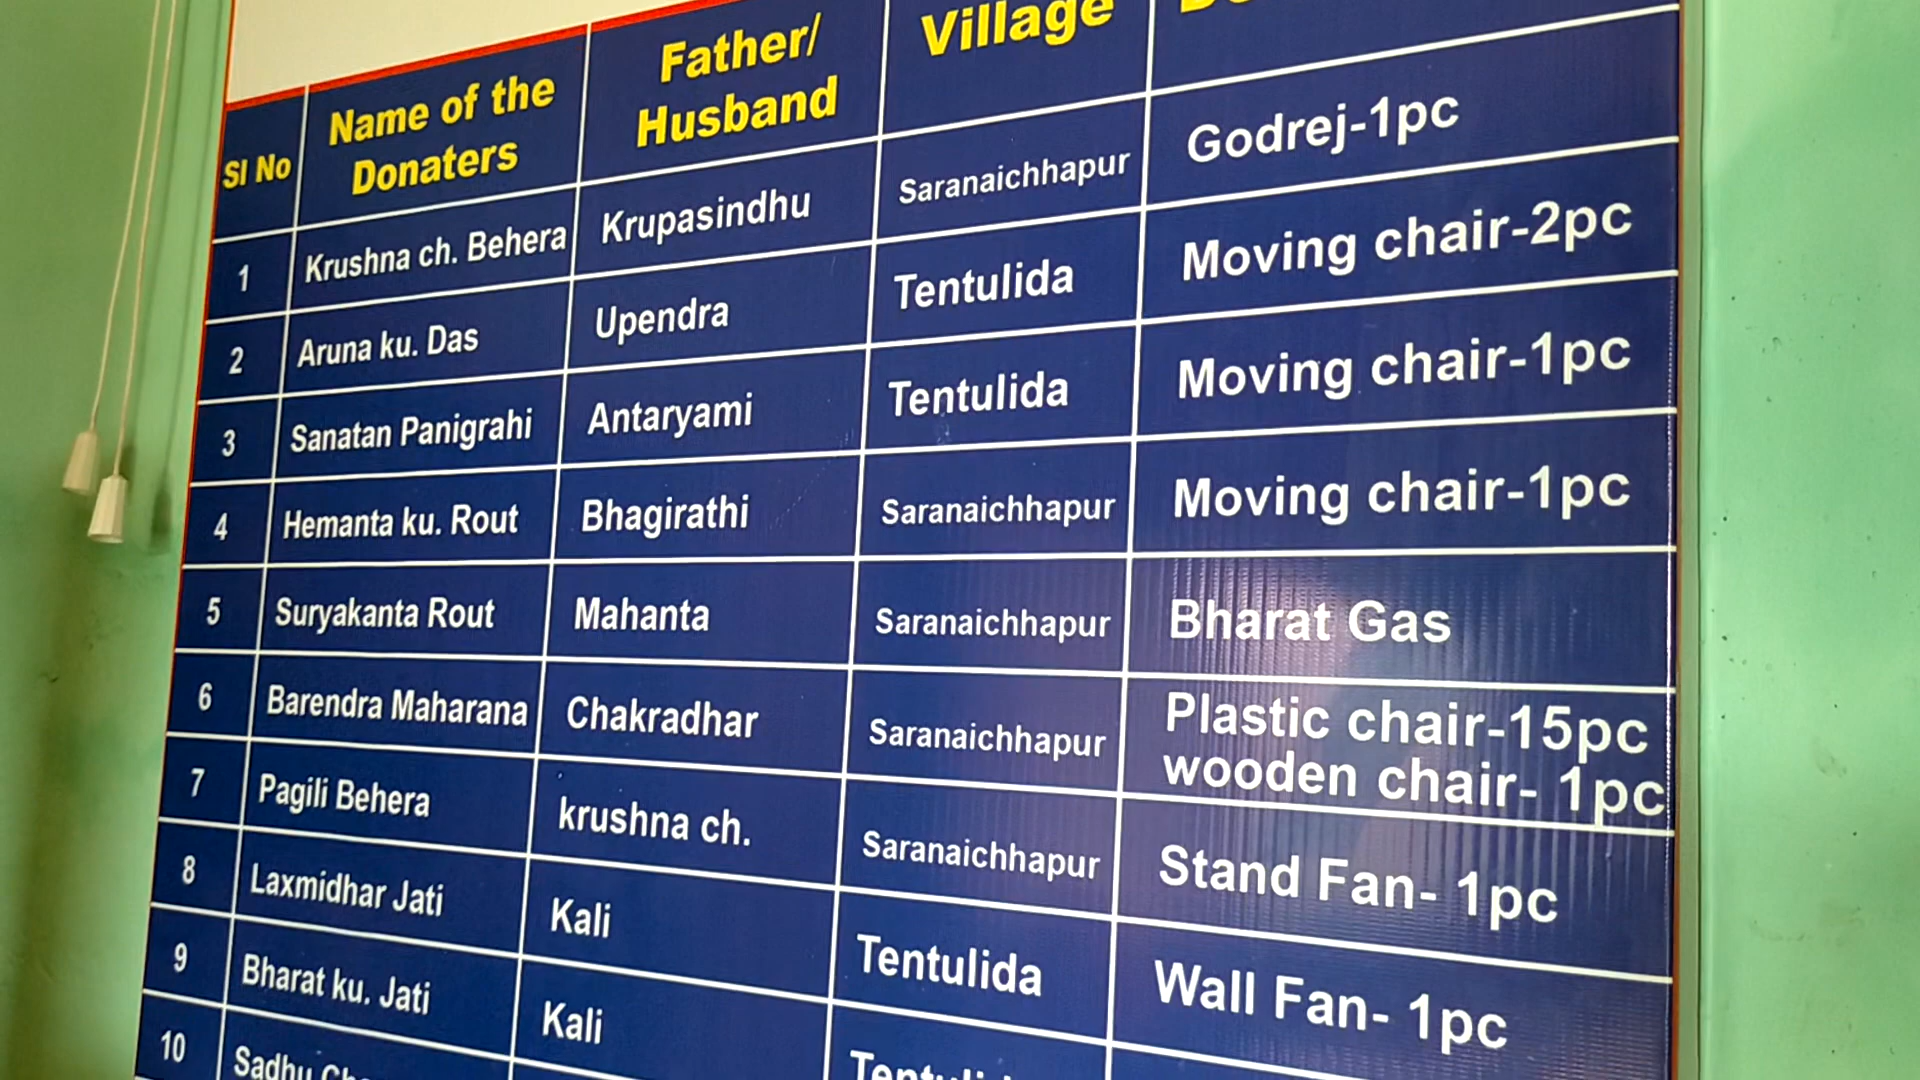 Sl No Name of the Donaters Father/ Husband Village
1 Krushna ch. Behera Krupasindhu Saranaichhapur Godrej-1pc
2 Aruna ku. Das Upendra Tentulida Moving chair-2pc
3 Sanatan Panigrahi Antaryami Tentulida Moving chair-1pc
4 Hemanta ku. Rout Bhagirathi Saranaichhapur Moving chair-1pc
5 Suryakanta Rout Mahanta Saranaichhapur Bharat Gas
6 Barendra Maharana Chakradhar Saranaichhapur Plastic chair-15pc
wooden chair- 1pc
7 Pagili Behera krushna ch. Saranaichhapur Stand Fan- 1pc
8 Laxmidhar Jati Kali Tentulida Wall Fan- 1pc
9 Bharat ku. Jati Kali
10 Sadhu